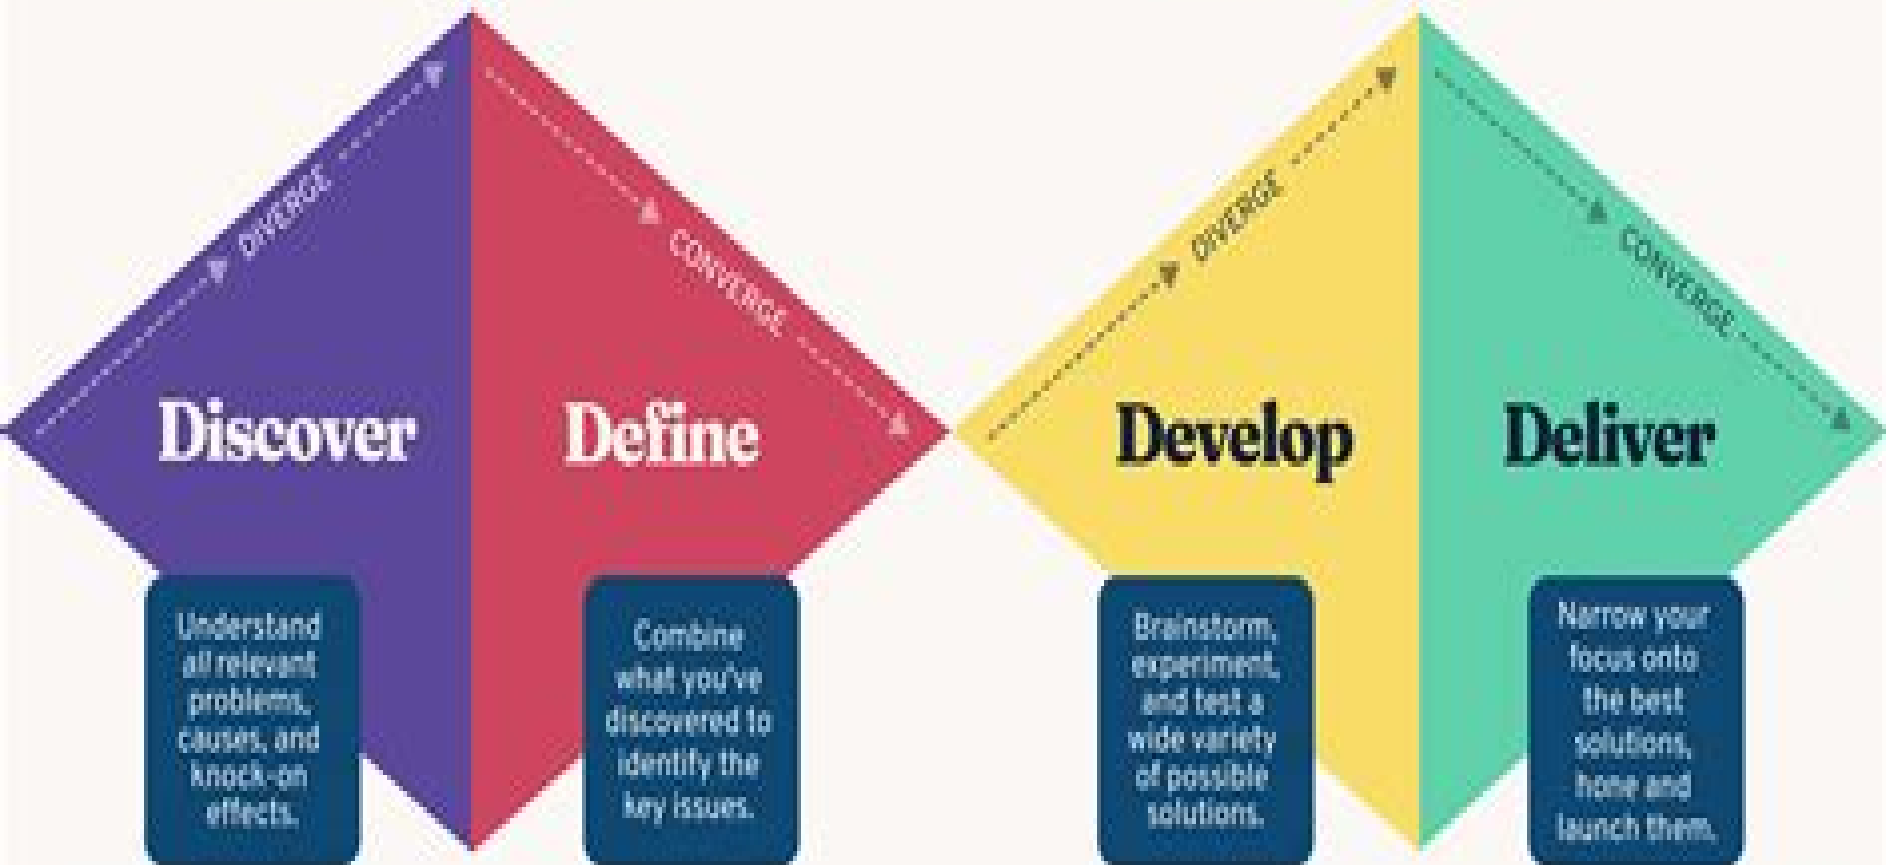 DIVERGE
CONVERGE
Discover
Define
Understand
all relevant
problems,
causes, and
knock-on
effects.
Combine
what you've
discovered to
identify the
key issues.
DIVERGE
CONVERGE
Develop
Deliver
Brainstorm,
experiment,
and test a
wide variety
of possible
solutions.
Narrow your
focus onto
the best
solutions,
hone and
launch them.